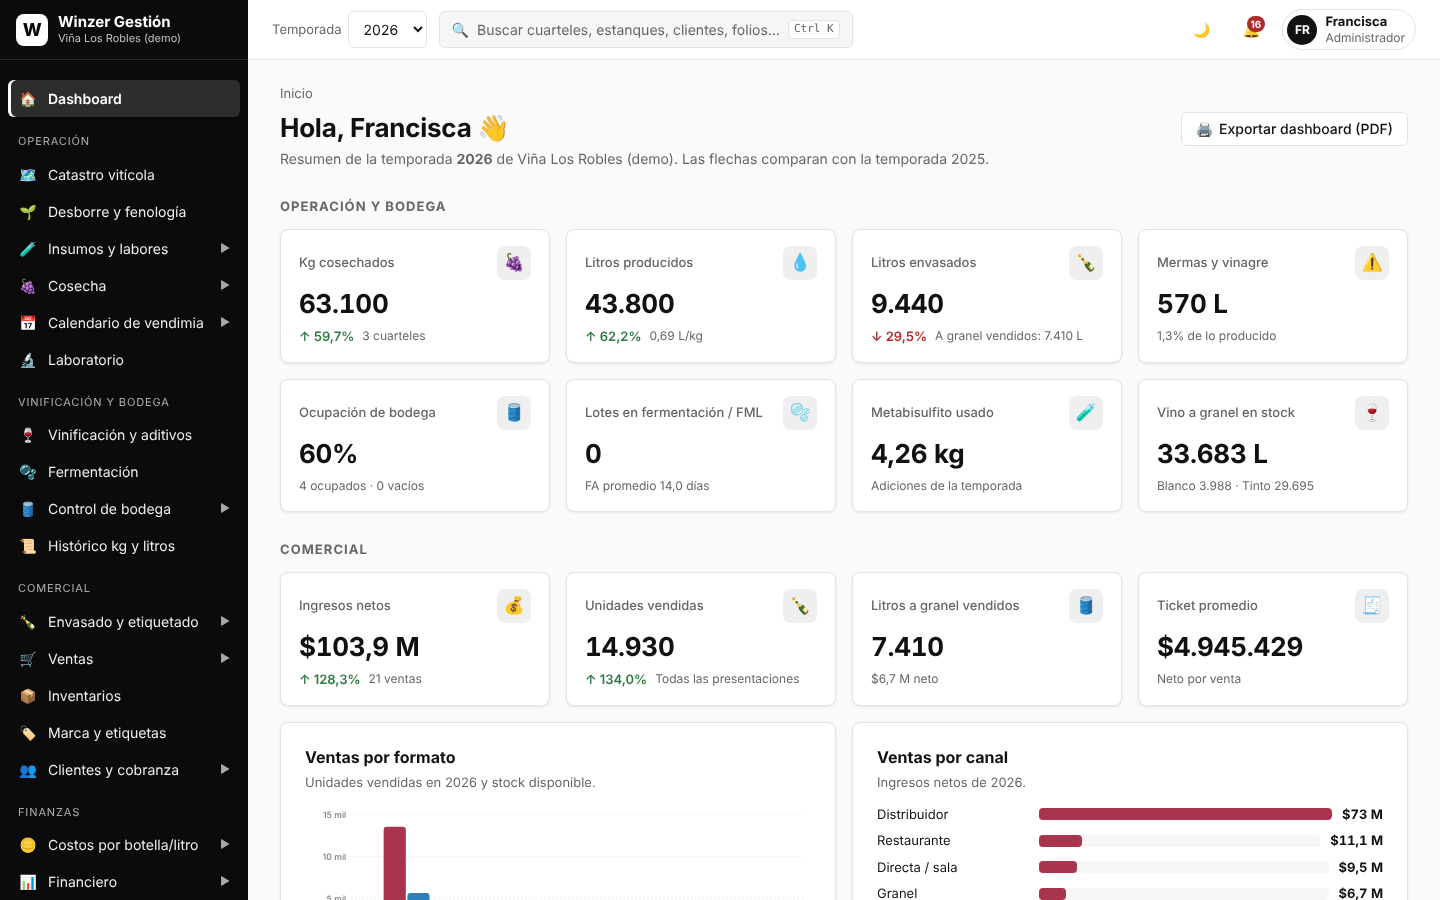 W
Winzer Gestión
Viña Los Robles (demo)
Temporada
2026
Buscar cuarteles, estanques, clientes, folios...
Ctrl K
16
FR
Francisca
Administrador
Dashboard
OPERACIÓN
Catastro vitícola
Desborre y fenología
Insumos y labores
Cosecha
Calendario de vendimia
Laboratorio
VINIFICACIÓN Y BODEGA
Vinificación y aditivos
Fermentación
Control de bodega
Histórico kg y litros
COMERCIAL
Envasado y etiquetado
Ventas
Inventarios
Marca y etiquetas
Clientes y cobranza
FINANZAS
Costos por botella/litro
Financiero
Inicio
Hola, Francisca 👋
Exportar dashboard (PDF)
Resumen de la temporada 2026 de Viña Los Robles (demo). Las flechas comparan con la temporada 2025.
OPERACIÓN Y BODEGA
Kg cosechados
63.100
↑ 59,7% 3 cuarteles
Litros producidos
43.800
↑ 62,2% 0,69 L/kg
Litros envasados
9.440
↓ 29,5% A granel vendidos: 7.410 L
Mermas y vinagre
570 L
1,3% de lo producido
Ocupación de bodega
60%
4 ocupados · 0 vacíos
Lotes en fermentación / FML
0
FA promedio 14,0 días
Metabisulfito usado
4,26 kg
Adiciones de la temporada
Vino a granel en stock
33.683 L
Blanco 3.988 · Tinto 29.695
COMERCIAL
Ingresos netos
$103,9 M
↑ 128,3% 21 ventas
Unidades vendidas
14.930
↑ 134,0% Todas las presentaciones
Litros a granel vendidos
7.410
$6,7 M neto
Ticket promedio
$4.945.429
Neto por venta
Ventas por formato
Unidades vendidas en 2026 y stock disponible.
15 mil
10 mil
5 mil
Ventas por canal
Ingresos netos de 2026.
Distribuidor $73 M
Restaurante $11,1 M
Directa / sala $9,5 M
Granel $6,7 M